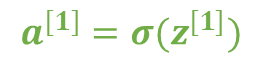 a^[1] = σ(z^[1])